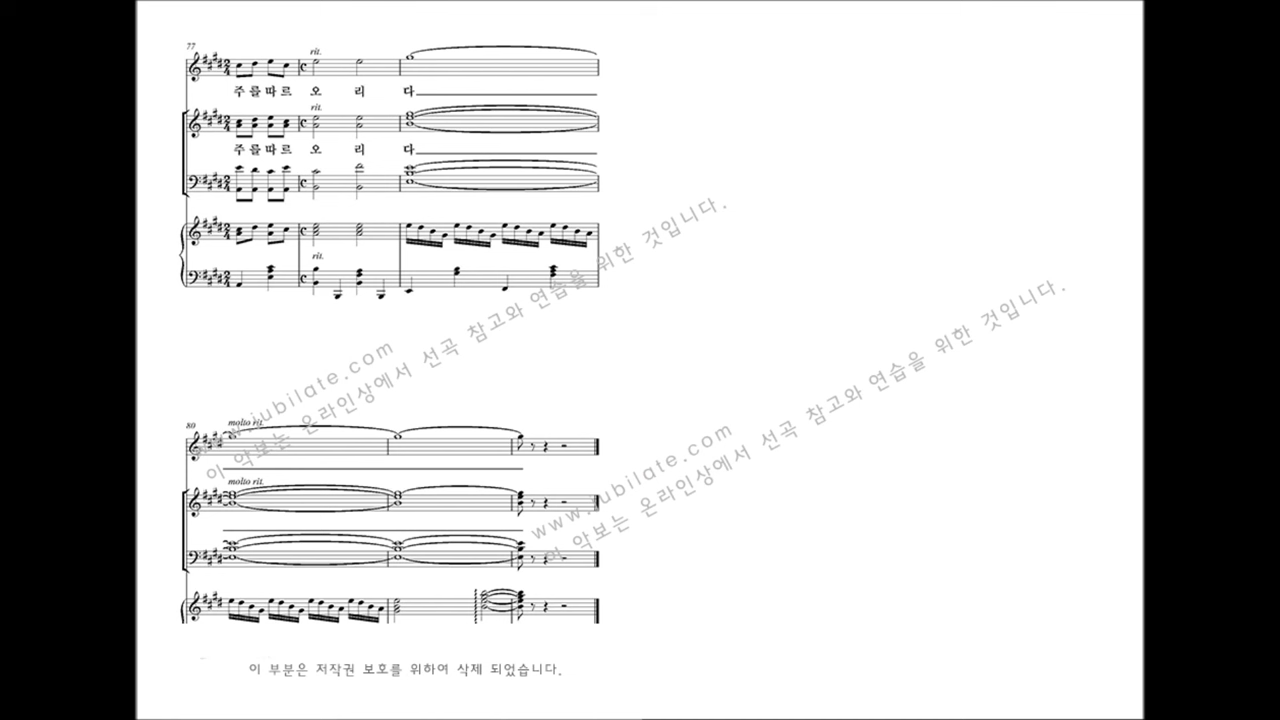 77
rit.
주 를 따 르 오 리 다
rit.
주 를 따 르 오 리 다
rit.
www.jubilate.com
이 악보는 온라인상에서 선곡 참고와 연습을 위한 것입니다.
80
molto rit.
molto rit.
www.jubilate.com
이 악보는 온라인상에서 선곡 참고와 연습을 위한 것입니다.
이 부분은 저작권 보호를 위하여 삭제 되었습니다.